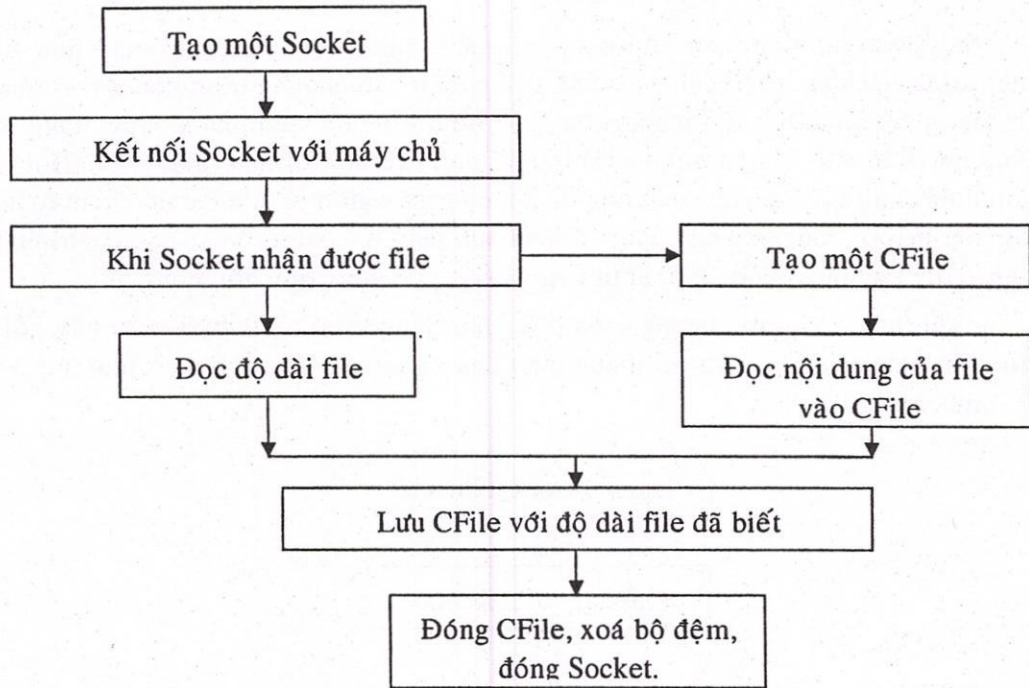 Tạo một Socket
Kết nối Socket với máy chủ
Khi Socket nhận được file
Tạo một CFile
Đọc độ dài file
Đọc nội dung của file
vào CFile
Lưu CFile với độ dài file đã biết
Đóng CFile, xoá bộ đệm,
đóng Socket.